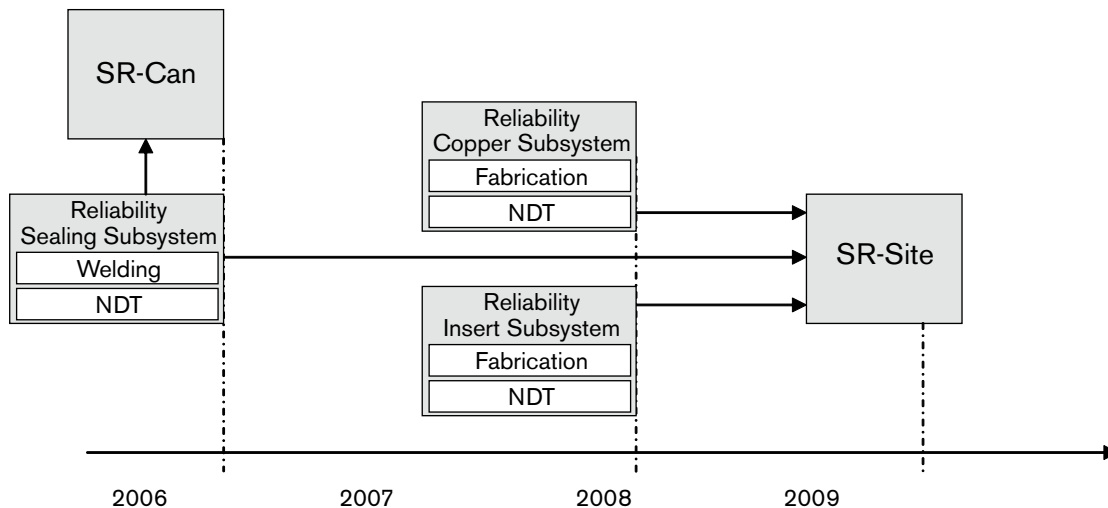 SR-Can
Reliability
Sealing Subsystem
Welding
NDT
Reliability
Copper Subsystem
Fabrication
NDT
Reliability
Insert Subsystem
Fabrication
NDT
SR-Site
2006
2007
2008
2009